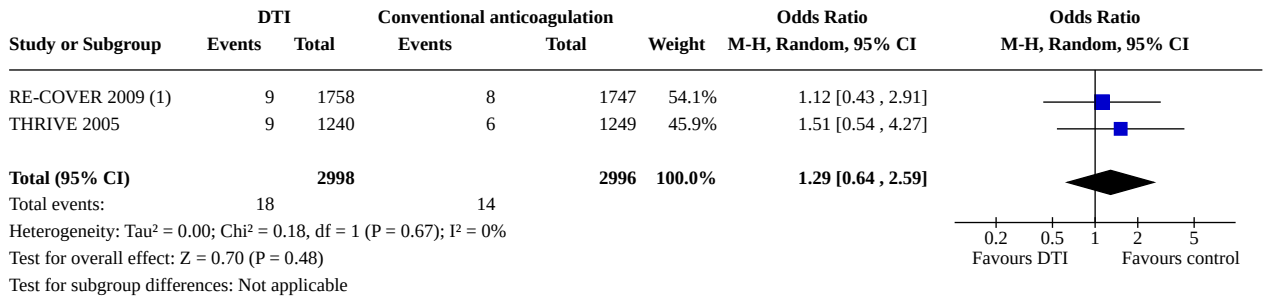 DTI Conventional anticoagulation Odds Ratio Odds Ratio
Study or Subgroup Events Total Events Total Weight M-H, Random, 95% CI M-H, Random, 95% CI
RE-COVER 2009 (1) 9 1758 8 1747 54.1% 1.12 [0.43 , 2.91]
THRIVE 2005 9 1240 6 1249 45.9% 1.51 [0.54 , 4.27]
Total (95% CI) 2998 2996 100.0% 1.29 [0.64 , 2.59]
Total events: 18 14
Heterogeneity: Tau² = 0.00; Chi² = 0.18, df = 1 (P = 0.67); I² = 0%
0.2 0.5 1 2 5
Test for overall effect: Z = 0.70 (P = 0.48)
Favours DTI Favours control
Test for subgroup differences: Not applicable